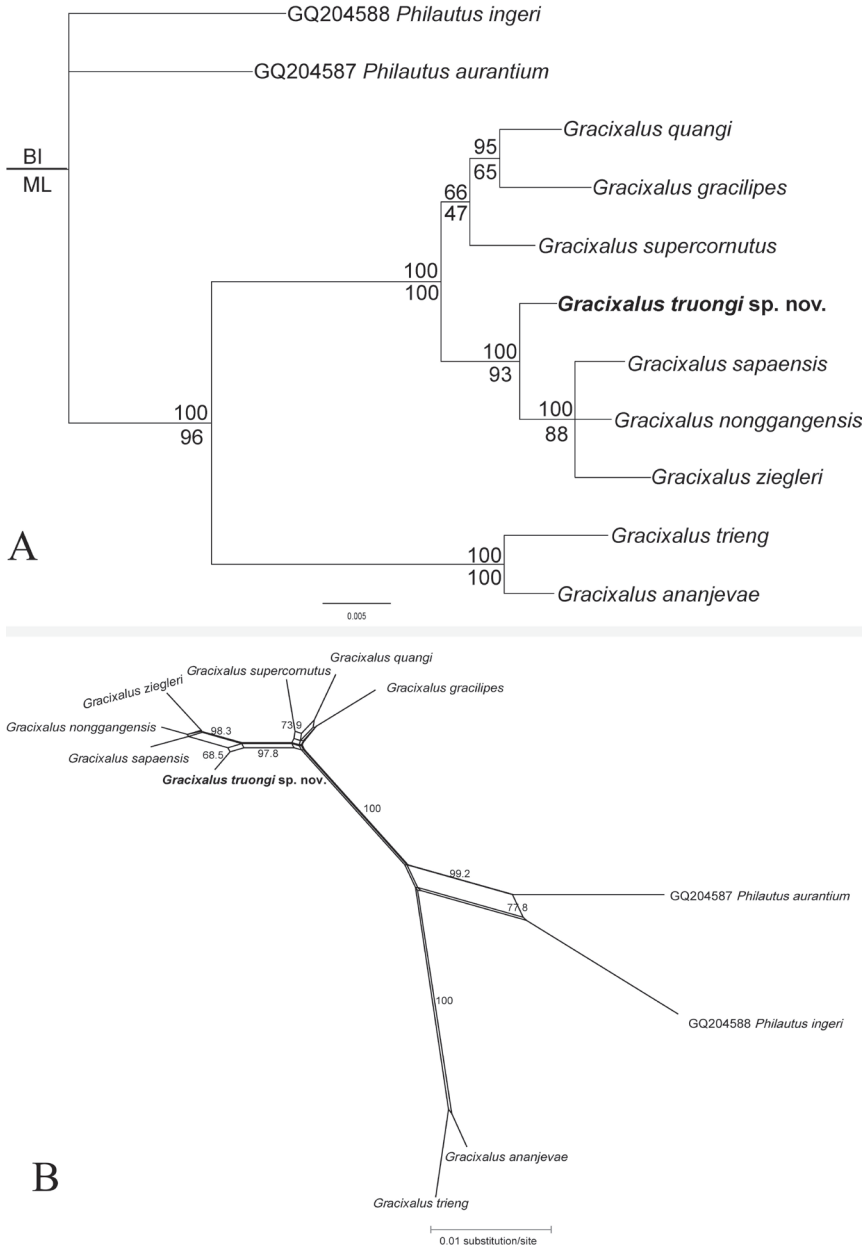 GQ204588 Philautus ingeri
GQ204587 Philautus aurantium
Gracixalus quangi
95
BI
65
ML
Gracixalus gracilipes
66
47
Gracixalus supercornutus
100
100
Gracixalus truongi sp. nov.
100
Gracixalus sapaensis
93
100
Gracixalus nonggangensis
100
88
96
Gracixalus ziegleri
A
Gracixalus trieng
100
100
Gracixalus ananjevae
0.005
Gracixalus quangi
Gracixalus supercornutus
Gracixalus ziegleri
Gracixalus gracilipes
Gracixalus nonggangensis
98.3
73.9
Gracixalus sapaensis
68.5
97.8
Gracixalus truongi sp. nov.
100
99.2
GQ204587 Philautus aurantium
77.8
100
GQ204588 Philautus ingeri
Gracixalus ananjevae
B
Gracixalus trieng
0.01 substitution/site